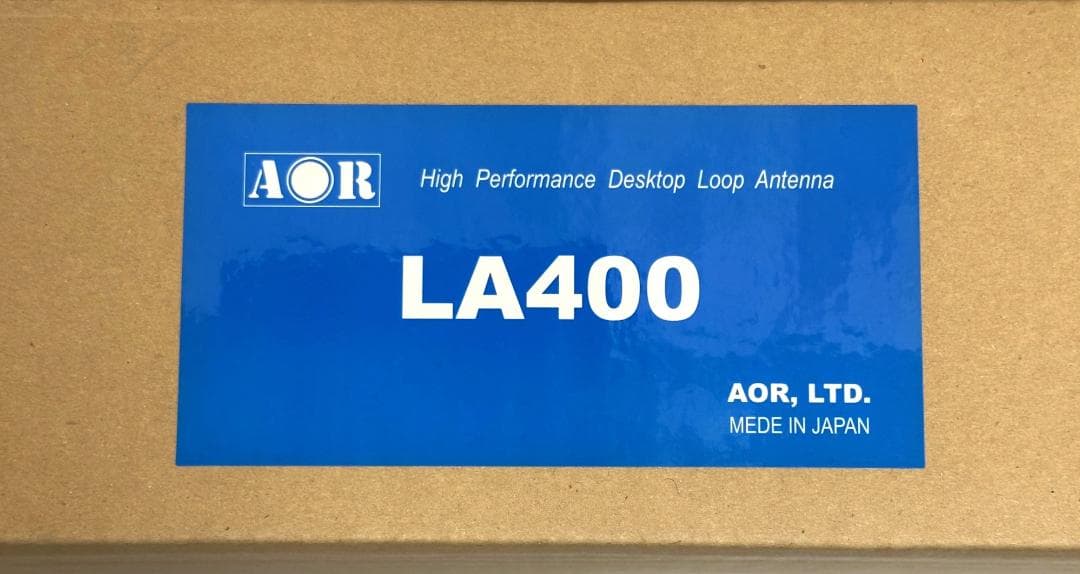 AOR High Performance Desktop Loop Antenna
LA400
AOR, LTD.
MEDE IN JAPAN